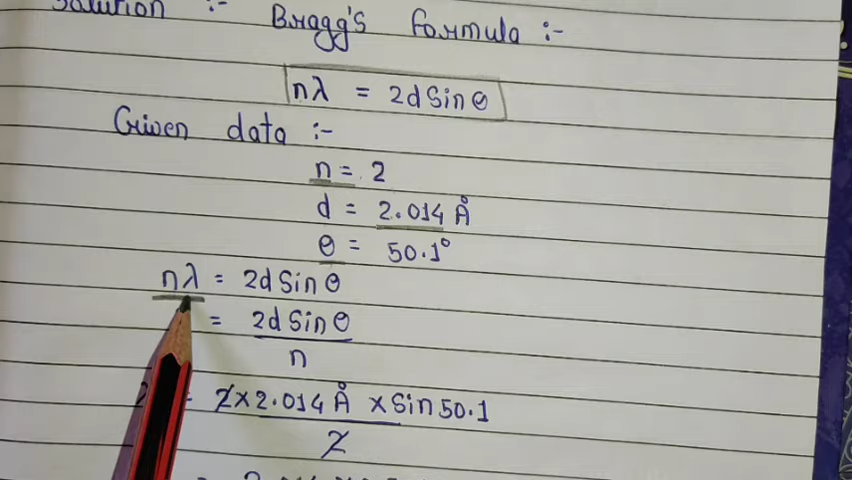 Solution :- Bragg's formula :-
nλ = 2d Sin θ
Given data :-
n = 2
d = 2.014 Å
θ = 50.1°
nλ = 2d Sin θ
= 2d Sin θ
n
= 2 × 2.014 Å × Sin 50.1
2